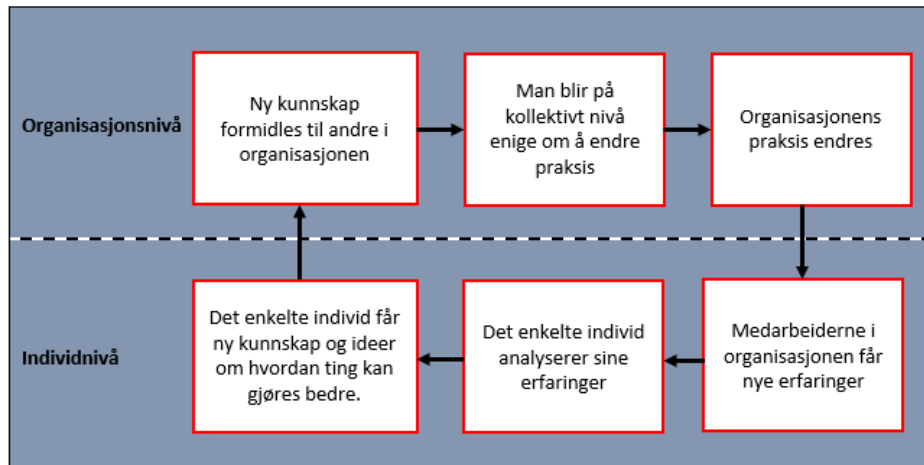 Organisasjonsnivå
Ny kunnskap
formidles til andre i
organisasjonen
Man blir på
kollektivt nivå
enige om å endre
praksis
Organisasjonens
praksis endres
Individnivå
Det enkelte individ får
ny kunnskap og ideer
om hvordan ting kan
gjøres bedre.
Det enkelte individ
analyserer sine
erfaringer
Medarbeiderne i
organisasjonen får
nye erfaringer